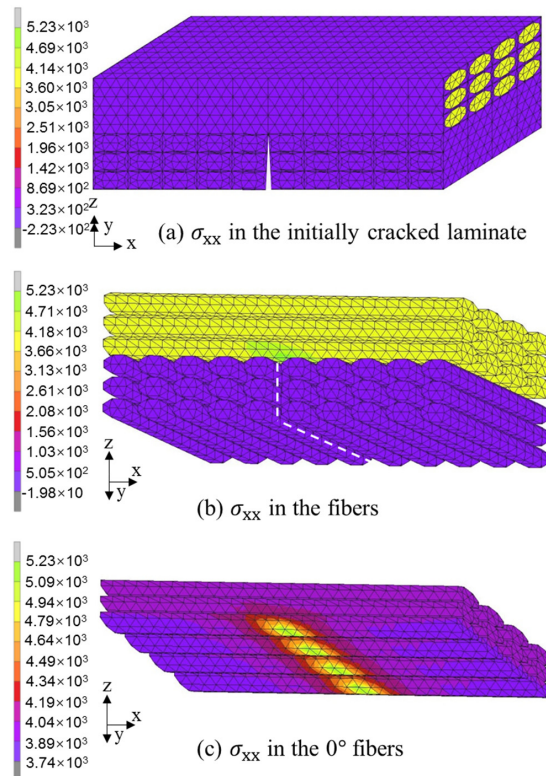 5.23×10³
4.69×10³
4.14×10³
3.60×10³
3.05×10³
2.51×10³
1.96×10³
1.42×10³
8.69×10²
3.23×10²
-2.23×10²
z
y
x
(a) σxx in the initially cracked laminate
5.23×10³
4.71×10³
4.18×10³
3.66×10³
3.13×10³
2.61×10³
2.08×10³
1.56×10³
1.03×10³
5.05×10²
-1.98×10
z
x
y
(b) σxx in the fibers
5.23×10³
5.09×10³
4.94×10³
4.79×10³
4.64×10³
4.49×10³
4.34×10³
4.19×10³
4.04×10³
3.89×10³
3.74×10³
z
x
y
(c) σxx in the 0° fibers